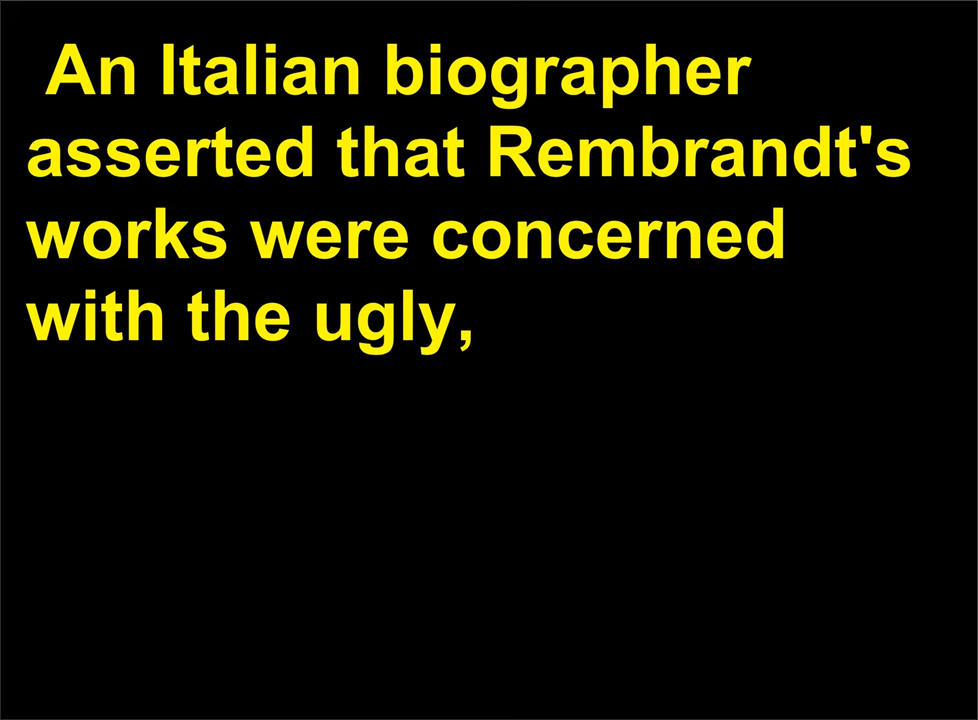 An Italian biographer
asserted that Rembrandt's
works were concerned
with the ugly,